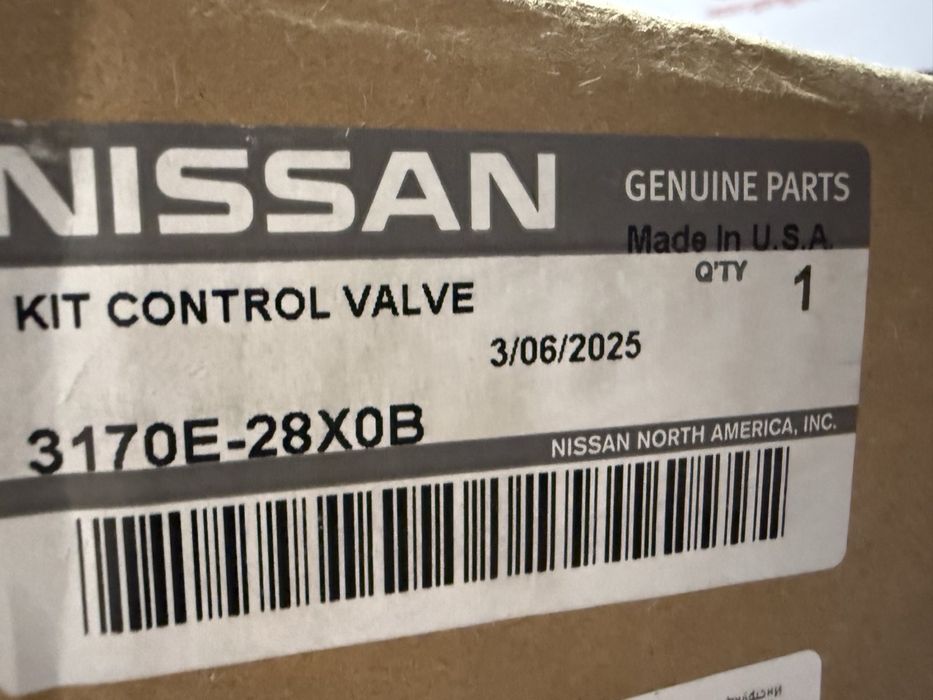 NISSAN
GENUINE PARTS
Made In U.S.A.
Q'TY 1
KIT CONTROL VALVE
3/06/2025
3170E-28X0B
NISSAN NORTH AMERICA, INC.